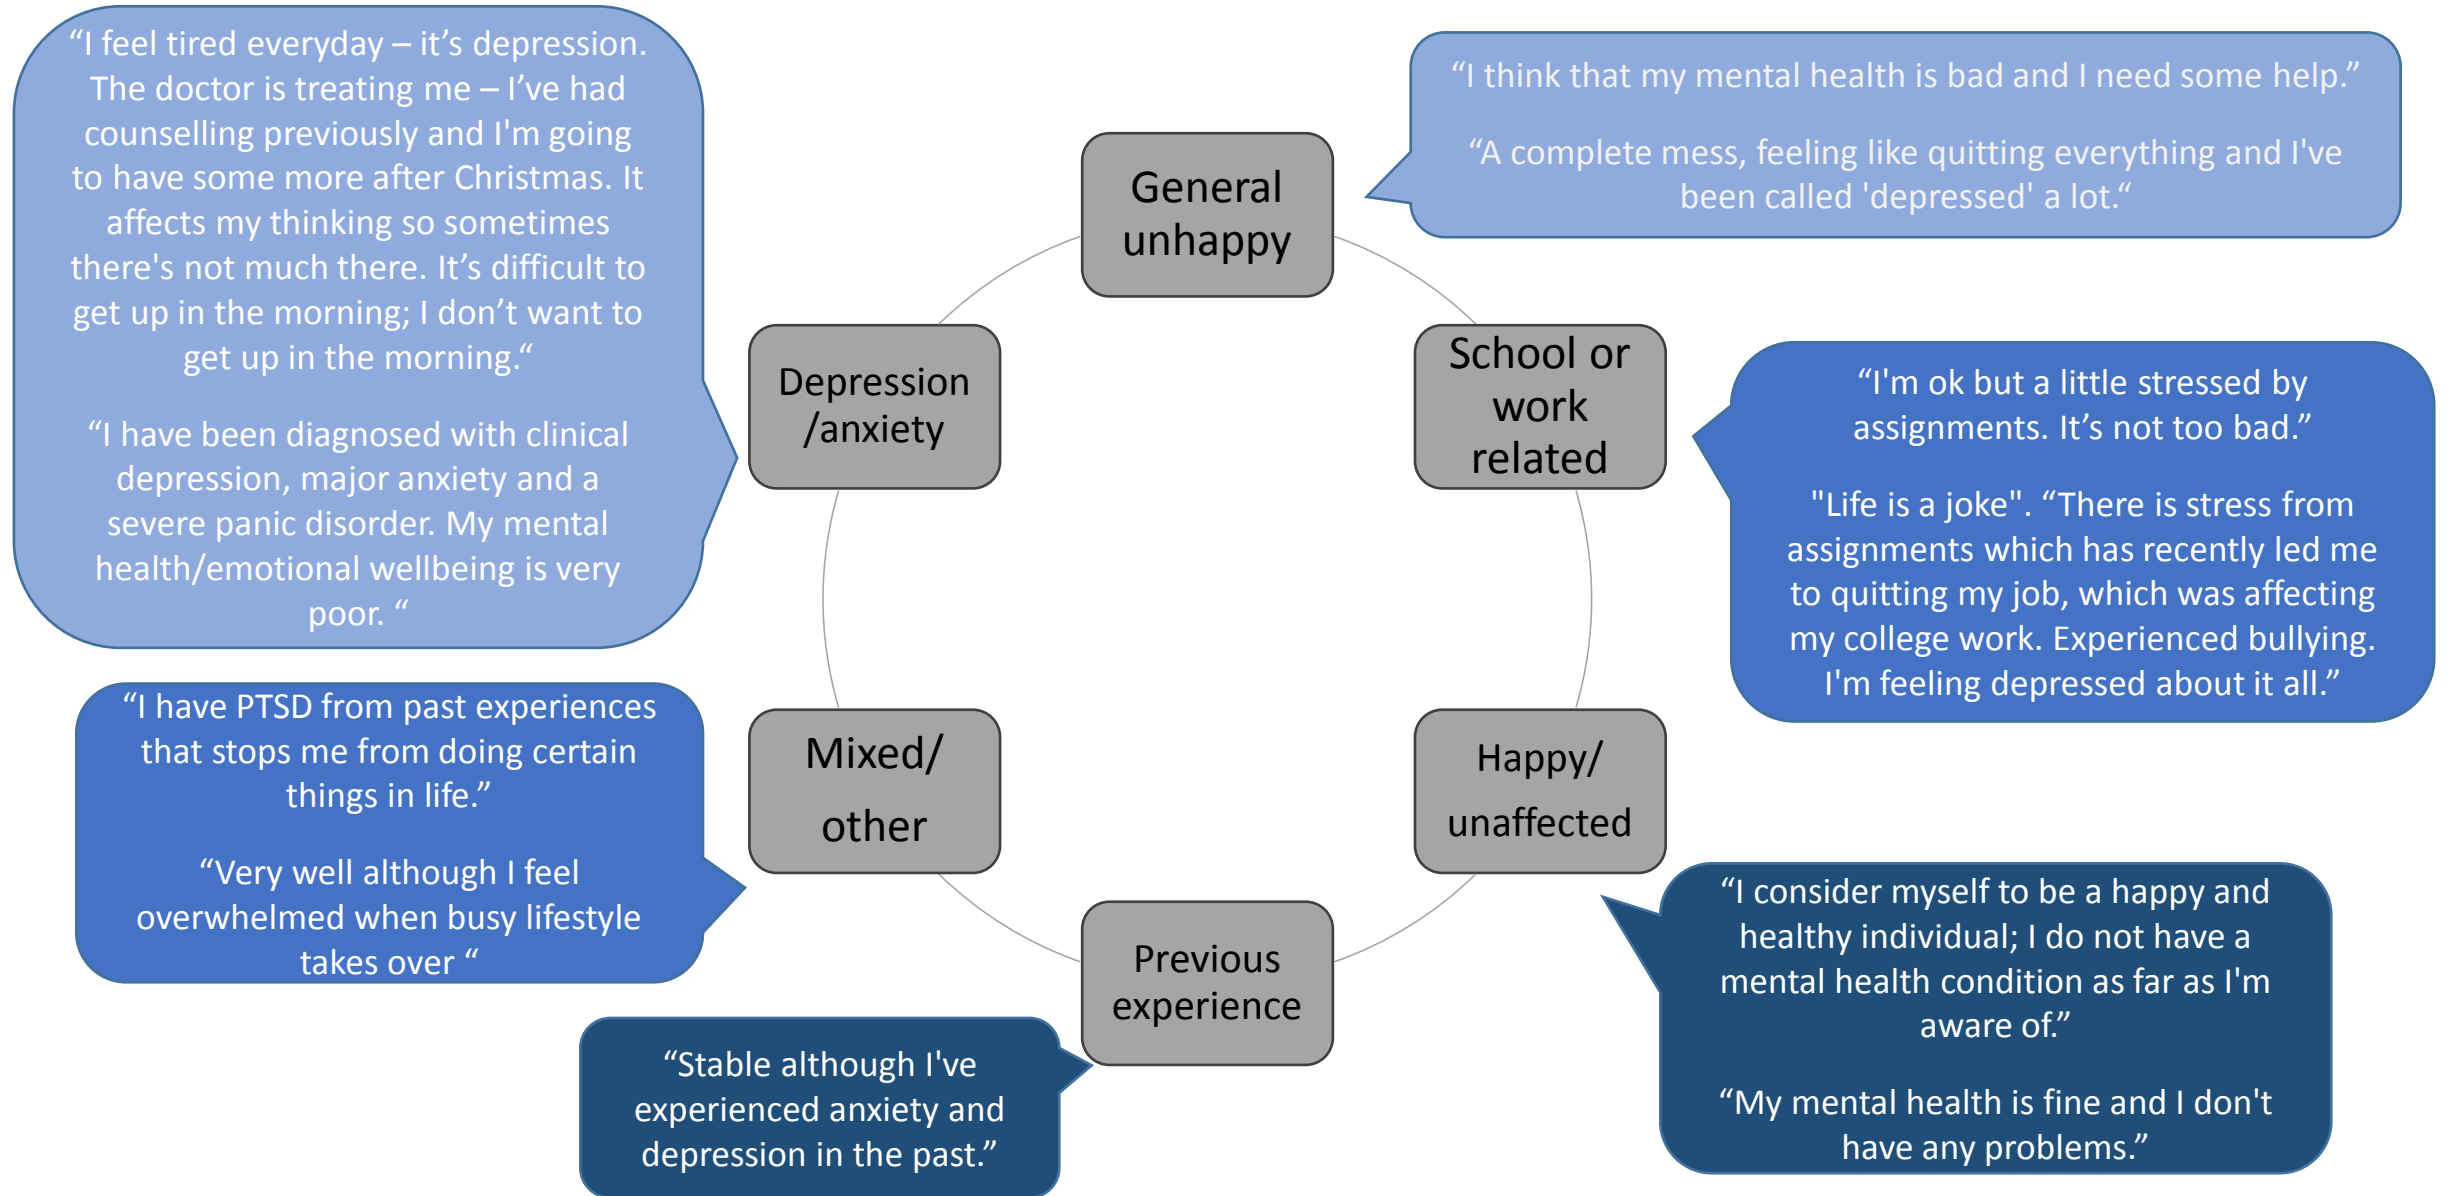 “I feel tired everyday – it’s depression.
The doctor is treating me – I’ve had
counselling previously and I'm going
to have some more after Christmas. It
affects my thinking so sometimes
there's not much there. It’s difficult to
get up in the morning; I don’t want to
get up in the morning.“
“I have been diagnosed with clinical
depression, major anxiety and a
severe panic disorder. My mental
health/emotional wellbeing is very
poor. “
“I think that my mental health is bad and I need some help.”
“A complete mess, feeling like quitting everything and I've
been called 'depressed' a lot.“
General
unhappy
Depression
/anxiety
School or
work
related
“I'm ok but a little stressed by
assignments. It’s not too bad.”
"Life is a joke". “There is stress from
assignments which has recently led me
to quitting my job, which was affecting
my college work. Experienced bullying.
I'm feeling depressed about it all.”
“I have PTSD from past experiences
that stops me from doing certain
things in life.”
“Very well although I feel
overwhelmed when busy lifestyle
takes over “
Mixed/
other
Happy/
unaffected
Previous
experience
“I consider myself to be a happy and
healthy individual; I do not have a
mental health condition as far as I'm
aware of.”
“My mental health is fine and I don't
have any problems.”
“Stable although I've
experienced anxiety and
depression in the past.”